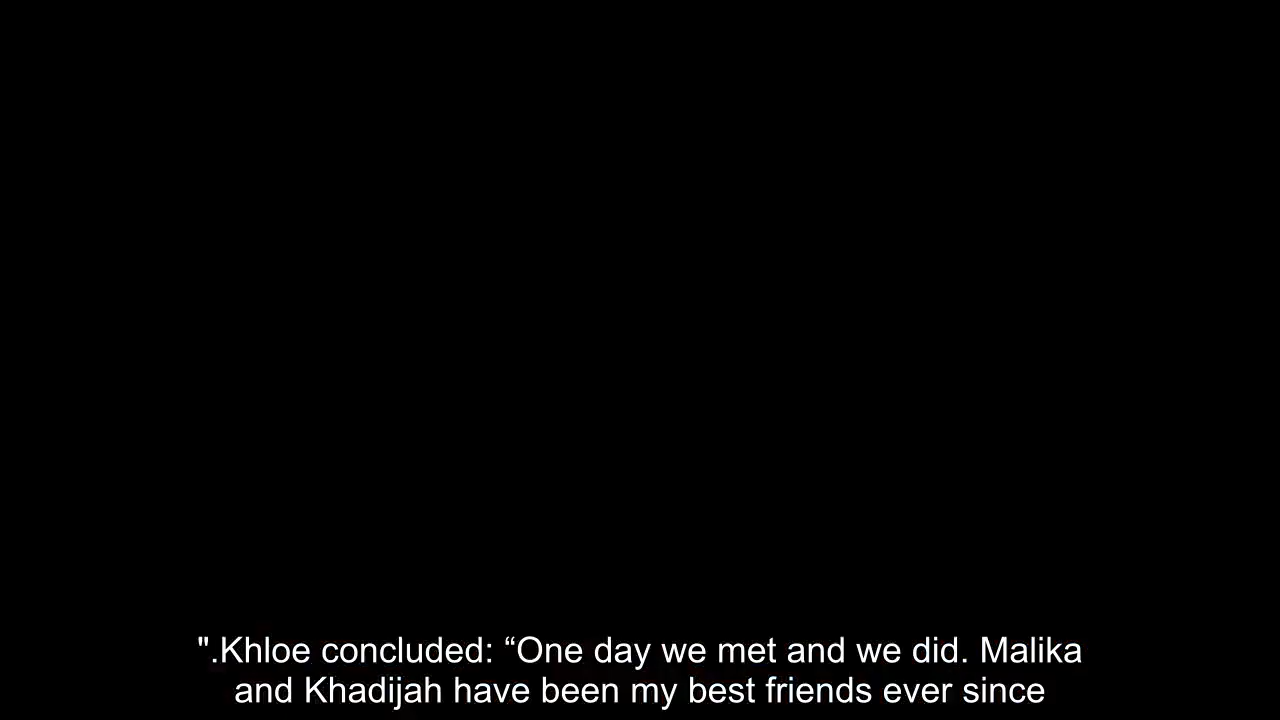 ".Khloe concluded: “One day we met and we did. Malika
and Khadijah have been my best friends ever since